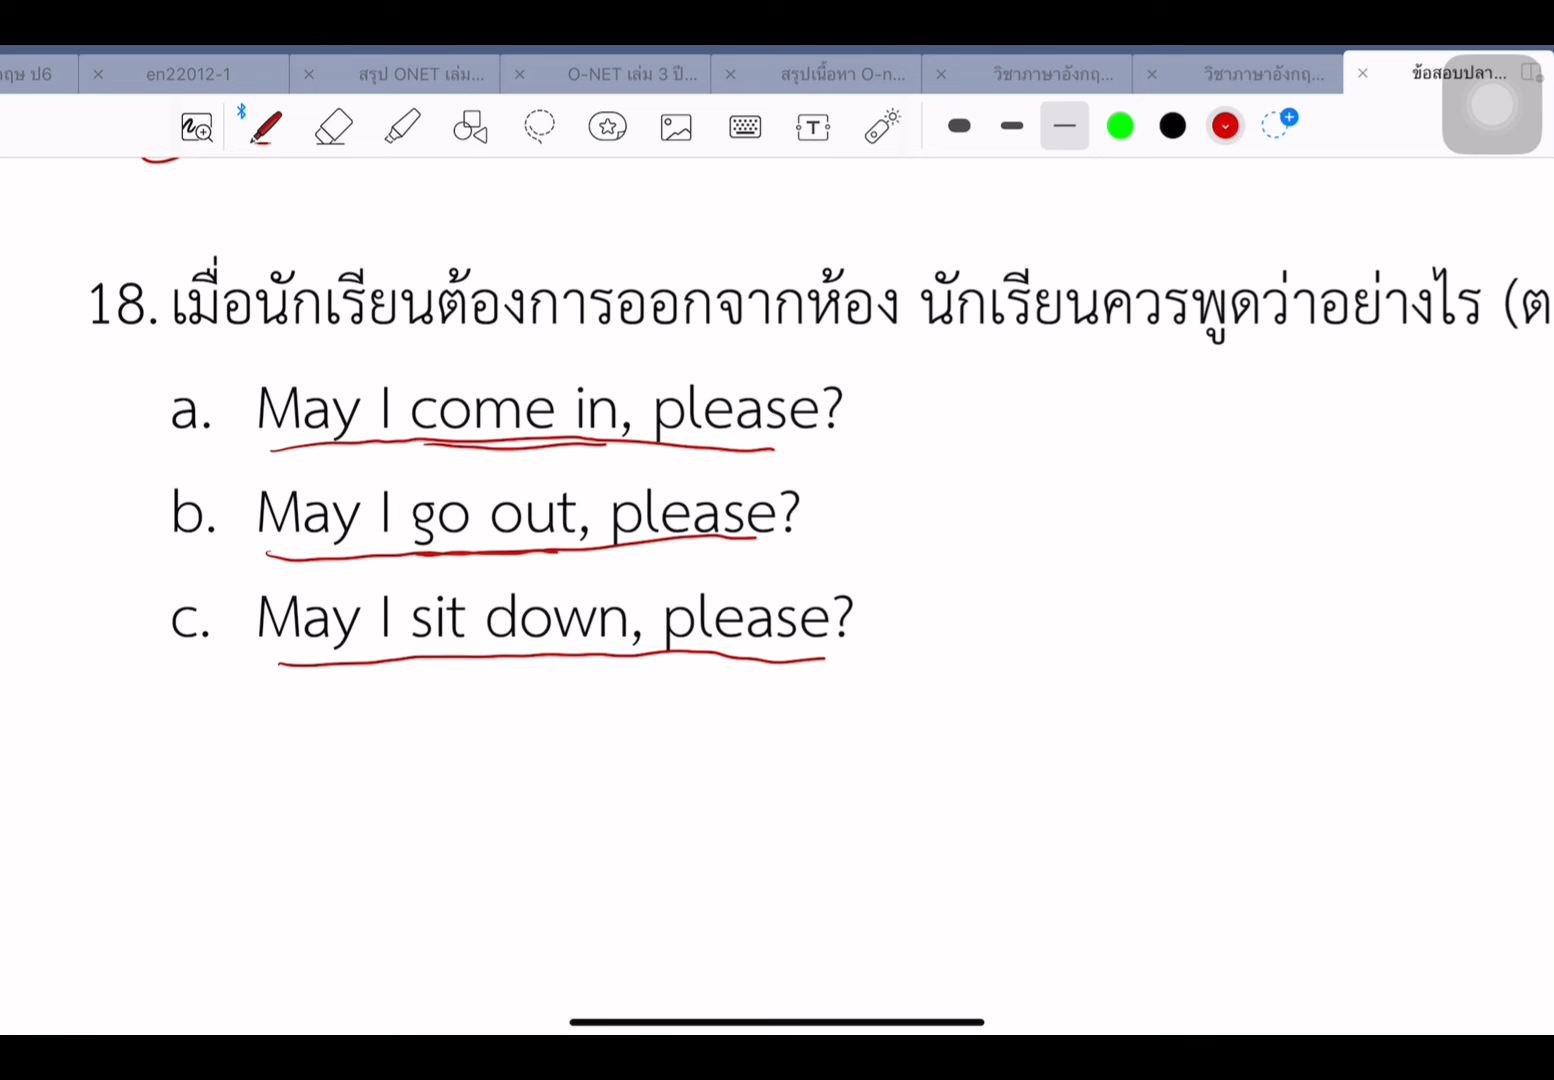 ฤษ ป6 × en22012-1 × สรุป ONET เล่ม... × O-NET เล่ม 3 ปี... × สรุปเนื้อหา O-n... × วิชาภาษาอังกฤ... × วิชาภาษาอังกฤ... × ข้อสอบปลา...
T
18. เมื่อนักเรียนต้องการออกจากห้อง นักเรียนควรพูดว่าอย่างไร (ต
a. May I come in, please?
b. May I go out, please?
c. May I sit down, please?